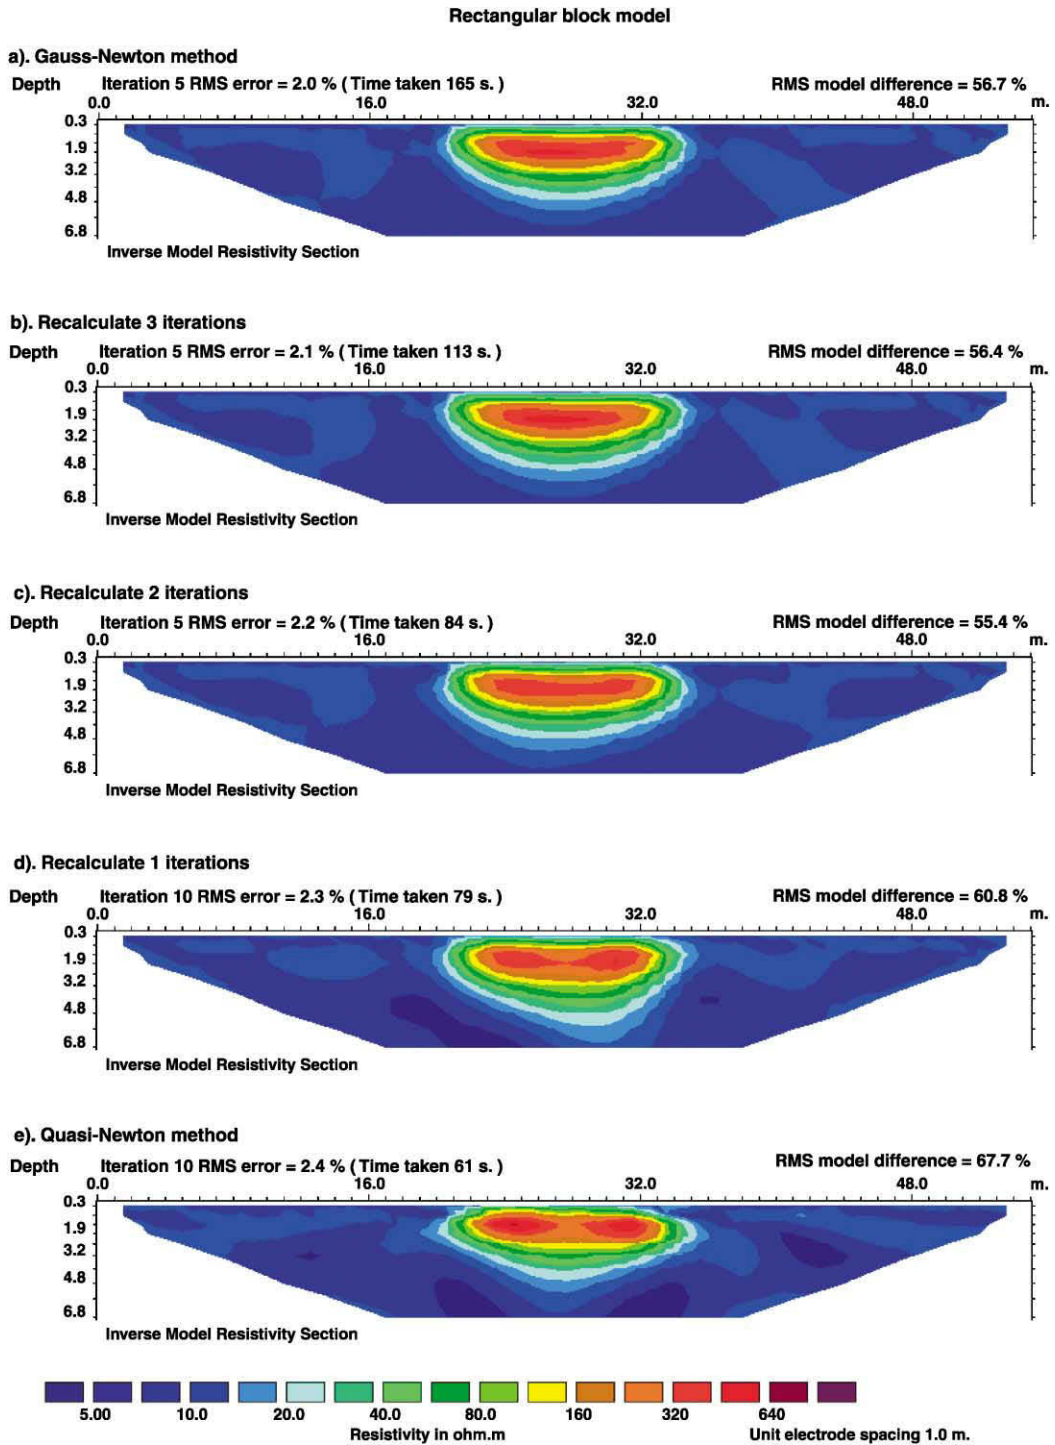 Rectangular block model
a). Gauss-Newton method
Depth Iteration 5 RMS error = 2.0 % ( Time taken 165 s. ) RMS model difference = 56.7 %
0.0 16.0 32.0 48.0 m.
0.3
1.9
3.2
4.8
6.8
Inverse Model Resistivity Section
b). Recalculate 3 iterations
Depth Iteration 5 RMS error = 2.1 % ( Time taken 113 s. ) RMS model difference = 56.4 %
0.0 16.0 32.0 48.0 m.
0.3
1.9
3.2
4.8
6.8
Inverse Model Resistivity Section
c). Recalculate 2 iterations
Depth Iteration 5 RMS error = 2.2 % ( Time taken 84 s. ) RMS model difference = 55.4 %
0.0 16.0 32.0 48.0 m.
0.3
1.9
3.2
4.8
6.8
Inverse Model Resistivity Section
d). Recalculate 1 iterations
Depth Iteration 10 RMS error = 2.3 % ( Time taken 79 s. ) RMS model difference = 60.8 %
0.0 16.0 32.0 48.0 m.
0.3
1.9
3.2
4.8
6.8
Inverse Model Resistivity Section
e). Quasi-Newton method
Depth Iteration 10 RMS error = 2.4 % ( Time taken 61 s. ) RMS model difference = 67.7 %
0.0 16.0 32.0 48.0 m.
0.3
1.9
3.2
4.8
6.8
Inverse Model Resistivity Section
5.00 10.0 20.0 40.0 80.0 160 320 640
Resistivity in ohm.m Unit electrode spacing 1.0 m.